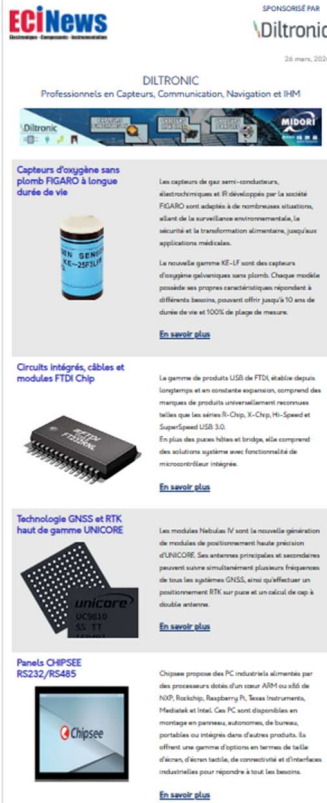 ECiNews
Electronique - Composants - Instrumentation
SPONSORISÉ PAR
Diltronic
26 mars, 202
DILTRONIC
Professionnels en Capteurs, Communication, Navigation et IHM
Diltronic
MIDORI
Capteurs d'oxygène sans
plomb FIGARO à longue
durée de vie
EN SENS
KE-25F3LF
Les capteurs de gaz semi-conducteurs,
électrochimiques et IR développés par la société
FIGARO sont adaptés à de nombreuses situations,
allant de la surveillance environnementale, la
sécurité et la transformation alimentaire, jusqu'aux
applications médicales.
La nouvelle gamme KE-LF sont des capteurs
d'oxygène galvaniques sans plomb. Chaque modèle
possède ses propres caractéristiques répondant à
différents besoins, pouvant offrir jusqu'à 10 ans de
durée de vie et 100% de plage de mesure.
En savoir plus
Circuits intégrés, câbles et
modules FTDI Chip
FTDI
FT232RNL
La gamme de produits USB de FTDI, établie depuis
longtemps et en constante expansion, comprend des
marques de produits universellement reconnues
telles que les séries R-Chip, X-Chip, Hi-Speed et
SuperSpeed USB 3.0.
En plus des puces hôtes et bridge, elle comprend
des solutions système avec fonctionnalité de
microcontrôleur intégrée.
En savoir plus
Technologie GNSS et RTK
haut de gamme UNICORE
unicore
UC9810
SS TT
Les modules Nebulas IV sont la nouvelle génération
de modules de positionnement haute précision
d'UNICORE. Ses antennes principales et secondaires
peuvent suivre simultanément plusieurs fréquences
de tous les systèmes GNSS, ainsi qu'effectuer un
positionnement RTK sur puce et un calcul de cap à
double antenne.
En savoir plus
Panels CHIPSEE
RS232/RS485
Chipsee
Chipsee propose des PC industriels alimentés par
des processeurs dotés d'un cœur ARM ou x86 de
NXP, Rockchip, Raspberry Pi, Texas Instruments,
Mediatek et Intel. Ces PC sont disponibles en
montage en panneau, autonomes, de bureau,
portables ou intégrés dans d'autres produits. Ils
offrent une gamme d'options en termes de taille
d'écran, d'écran tactile, de connectivité et d'interfaces
industrielles pour répondre à tout les besoins.
En savoir plus